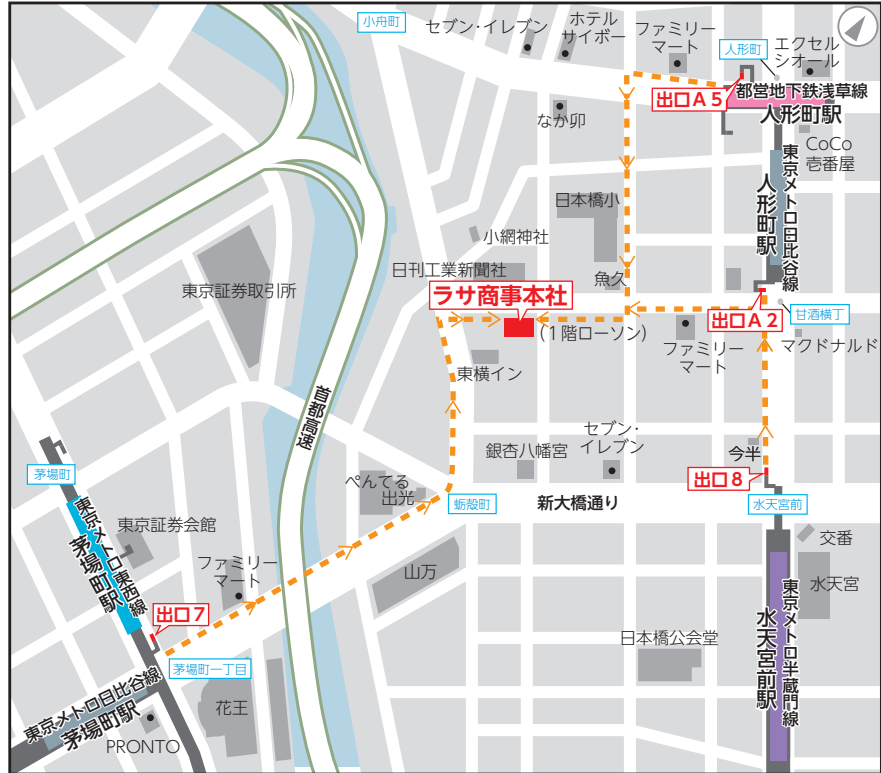 小舟町
セブン・イレブン
ホテル
サイボー
ファミリー
マート
人形町
エクセル
シオール
出口A5
都営地下鉄浅草線
人形町駅
なか卯
CoCo
壱番屋
東京メトロ日比谷線
人形町駅
日本橋小
小網神社
日刊工業新聞社
魚久
東京証券取引所
ラサ商事本社
(1階ローソン)
出口A2
甘酒横丁
ファミリー
マート
マクドナルド
東横イン
首都高速
セブン・
イレブン
銀杏八幡宮
今半
出口8
茅場町
ぺんてる
出光
蛎殻町
新大橋通り
水天宮前
東京メトロ東西線
茅場町駅
東京証券会館
交番
ファミリー
マート
山万
水天宮
出口7
東京メトロ半蔵門線
水天宮前駅
日本橋公会堂
茅場町一丁目
東京メトロ日比谷線
茅場町駅
花王
PRONTO